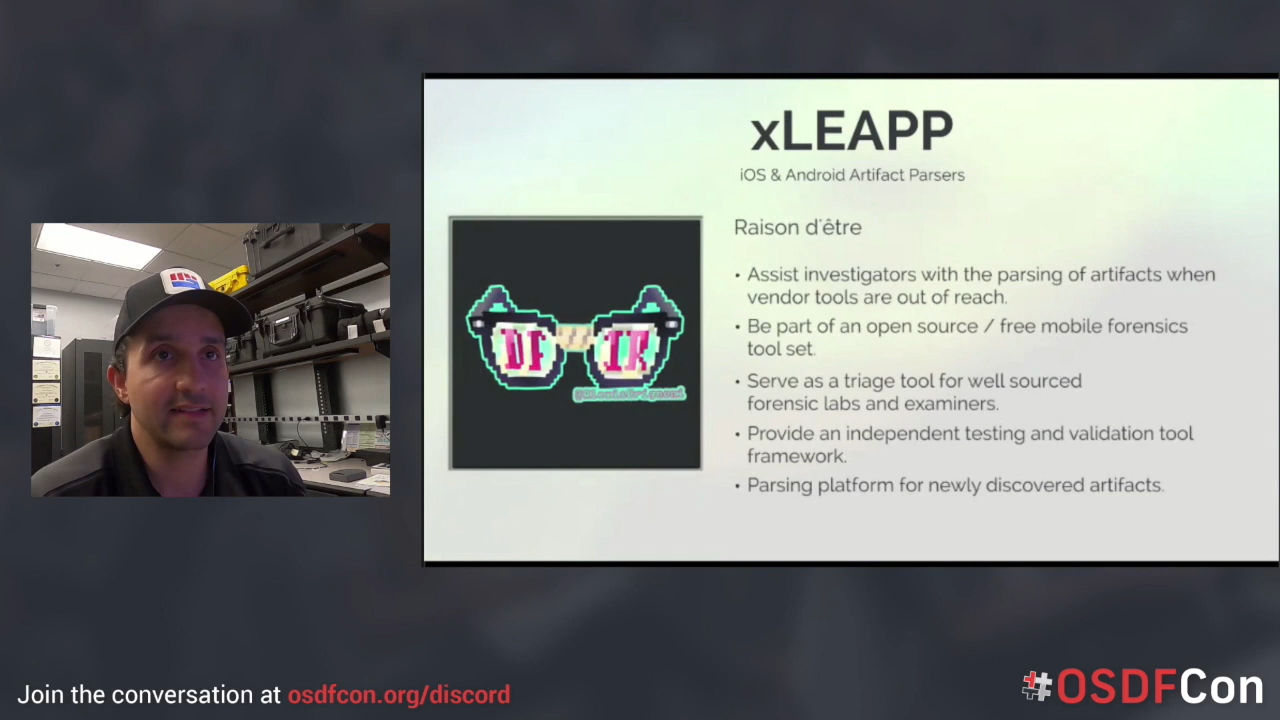 xLEAPP
iOS & Android Artifact Parsers
Raison d'être
• Assist investigators with the parsing of artifacts when
vendor tools are out of reach.
• Be part of an open source / free mobile forensics
tool set.
• Serve as a triage tool for well sourced
forensic labs and examiners.
• Provide an independent testing and validation tool
framework.
• Parsing platform for newly discovered artifacts.
DF IR
Join the conversation at osdfcon.org/discord
#OSDFCon